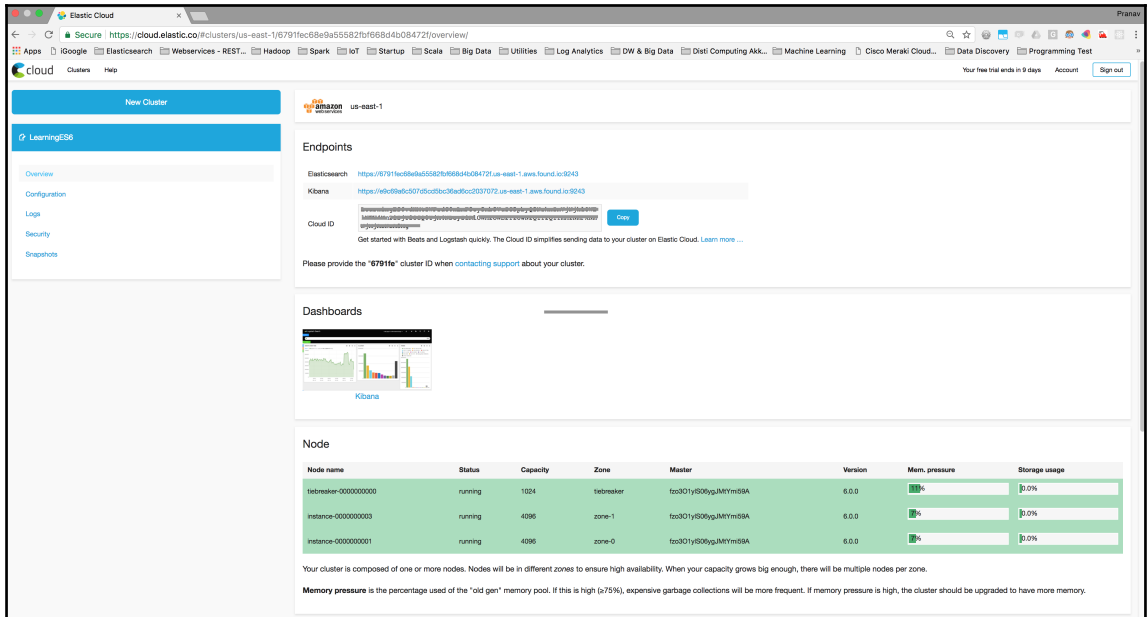 Elastic Cloud
Pranav
Secure https://cloud.elastic.co/#clusters/us-east-1/6791fec68e9a55582fbf668d4b08472f/overview/
Apps iGoogle Elasticsearch Webservices - REST... Hadoop Spark IoT Startup Scala Big Data Utilities Log Analytics DW & Big Data Disti Computing Akk... Machine Learning Cisco Meraki Cloud... Data Discovery Programming Test »
cloud Clusters Help Your free trial ends in 9 days Account Sign out
New Cluster
LearningES6
Overview
Configuration
Logs
Security
Snapshots
amazon webservices us-east-1
Endpoints
Elasticsearch https://6791fec68e9a55582fbf668d4b08472f.us-east-1.aws.found.io:9243
Kibana https://e9c69a6c507d5cd5bc36ad6cc2037072.us-east-1.aws.found.io:9243
Cloud ID
Copy
Get started with Beats and Logstash quickly. The Cloud ID simplifies sending data to your cluster on Elastic Cloud. Learn more ...
Please provide the "6791fe" cluster ID when contacting support about your cluster.
Dashboards
Kibana
Node
Node name Status Capacity Zone Master Version Mem. pressure Storage usage
tiebreaker-0000000000 running 1024 tiebreaker fzo3O1yIS06ygJMtYmi59A 6.0.0 11% 0.0%
instance-0000000003 running 4096 zone-1 fzo3O1yIS06ygJMtYmi59A 6.0.0 7% 0.0%
instance-0000000001 running 4096 zone-0 fzo3O1yIS06ygJMtYmi59A 6.0.0 7% 0.0%
Your cluster is composed of one or more nodes. Nodes will be in different zones to ensure high availability. When your capacity grows big enough, there will be multiple nodes per zone.
Memory pressure is the percentage used of the "old gen" memory pool. If this is high (≥75%), expensive garbage collections will be more frequent. If memory pressure is high, the cluster should be upgraded to have more memory.